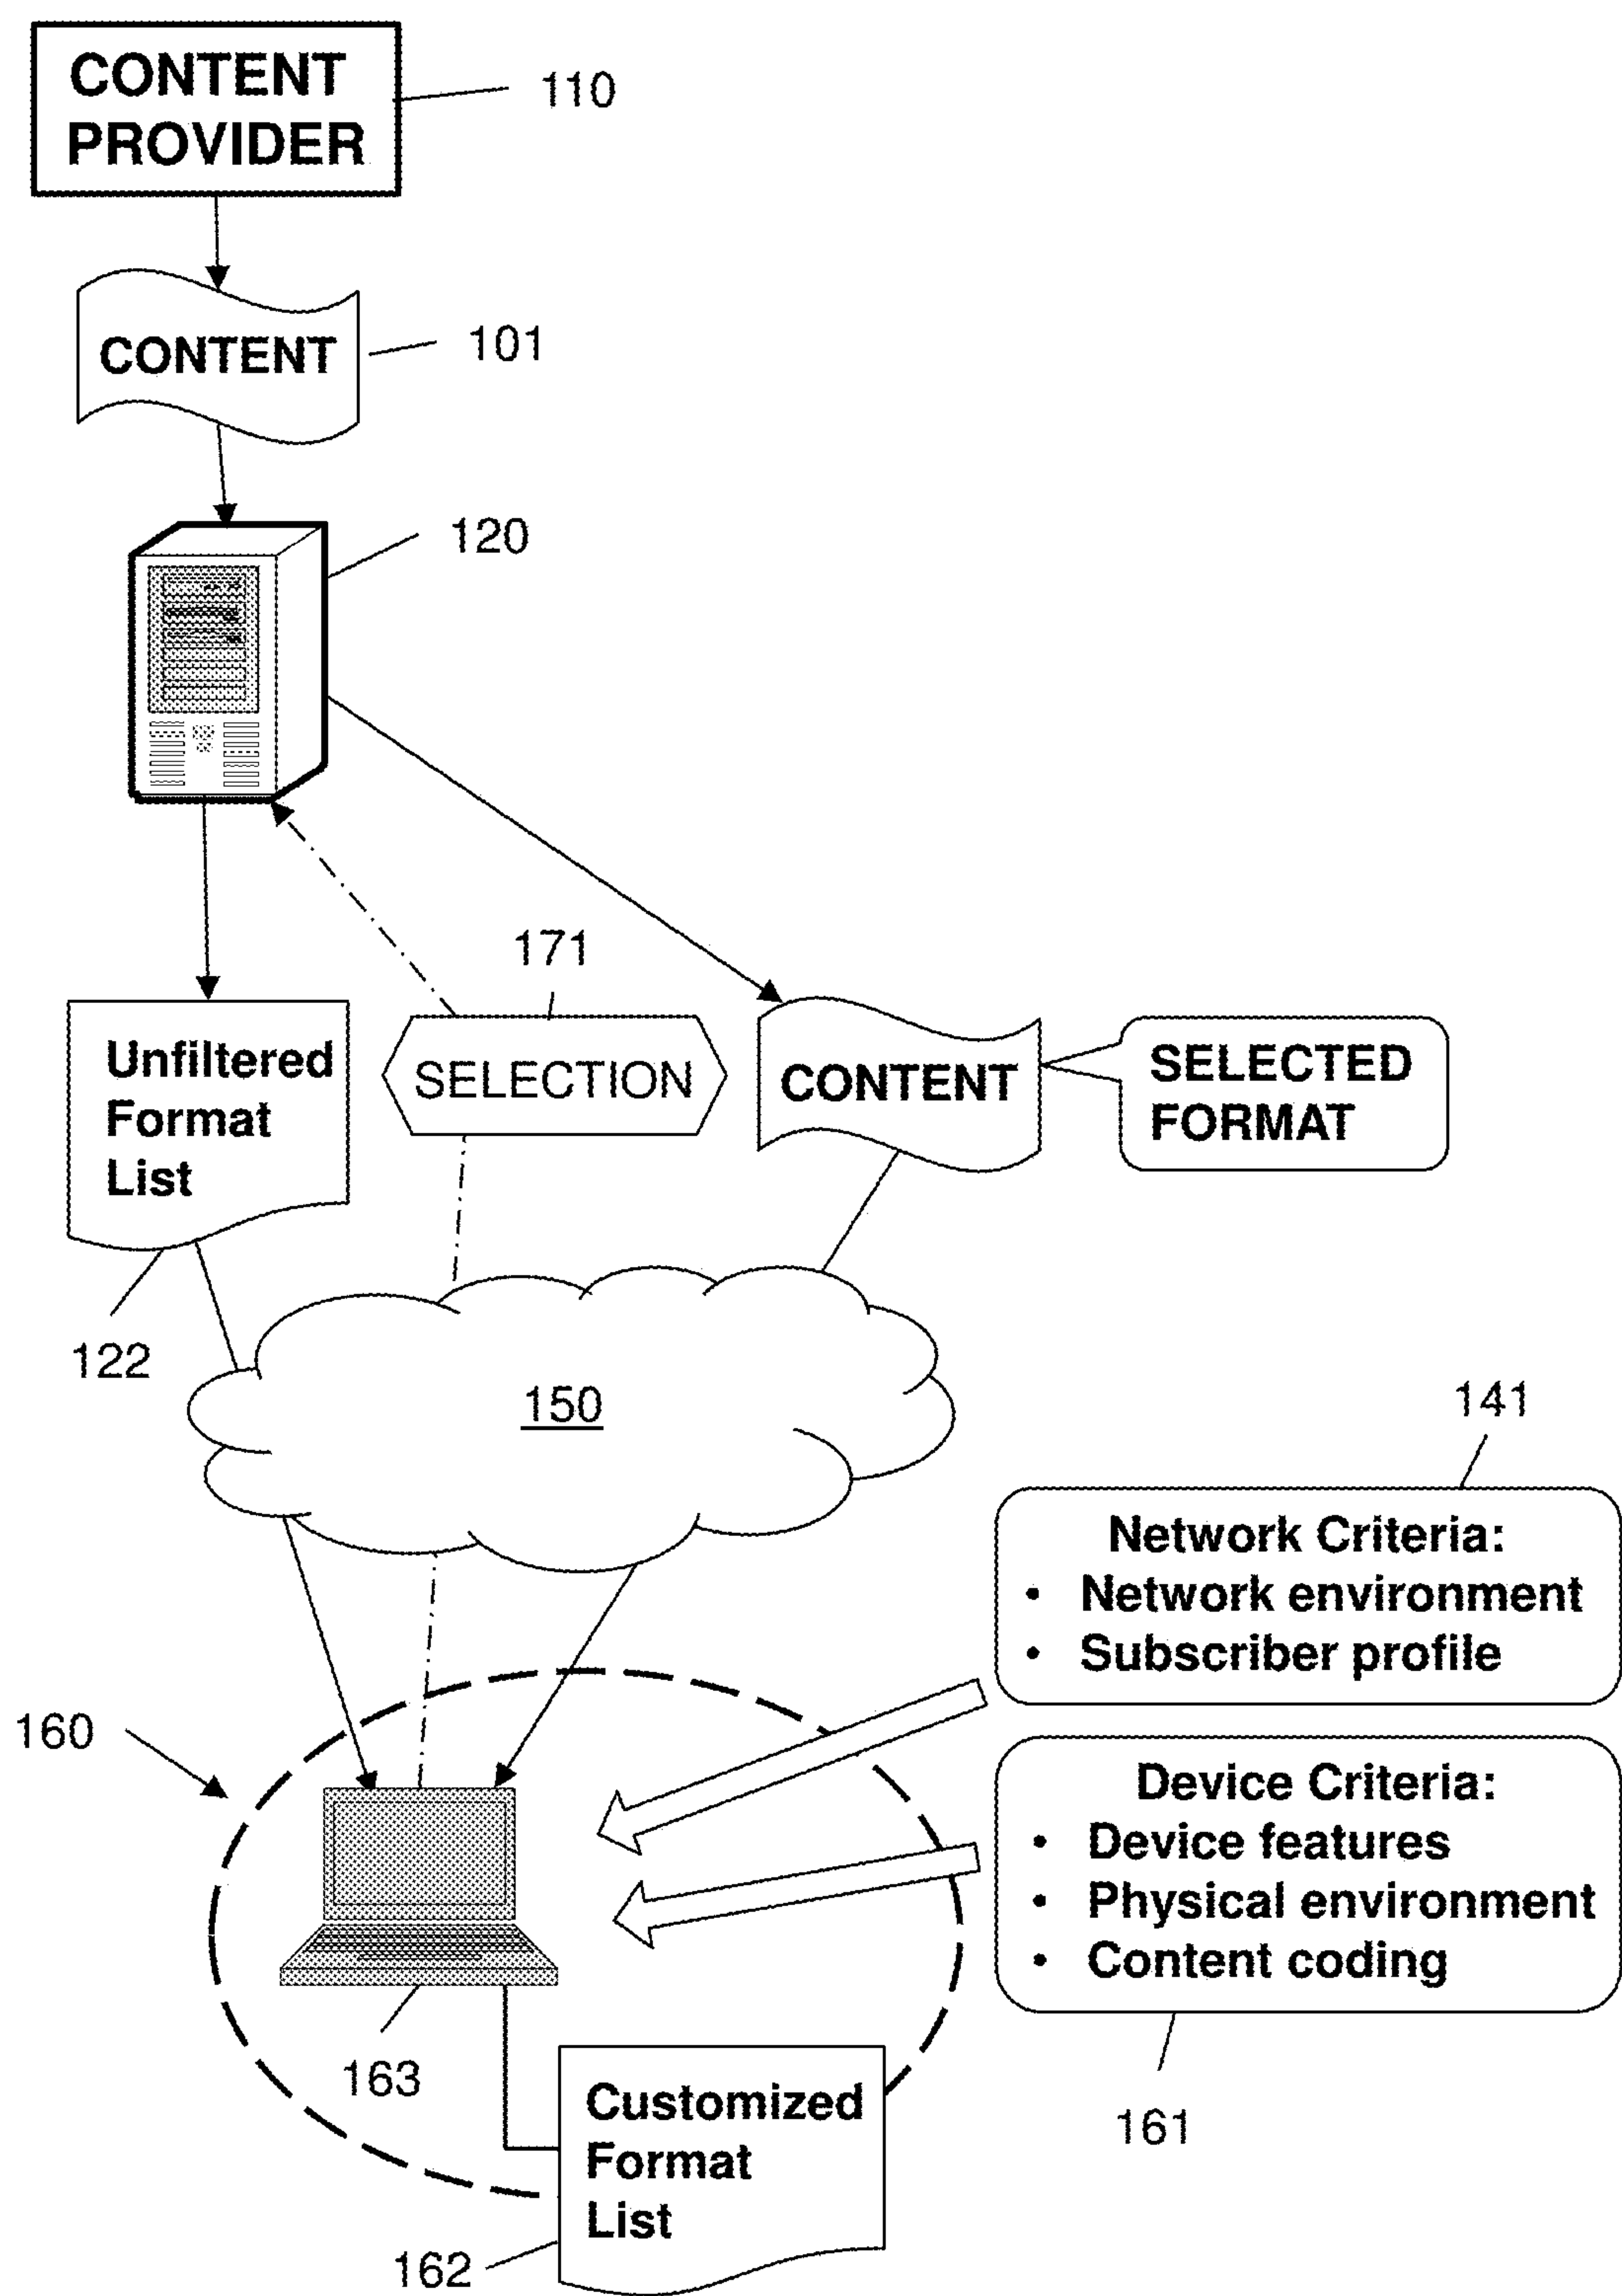 CONTENT
PROVIDER
110
CONTENT
101
120
171
Unfiltered
Format
List
SELECTION
CONTENT
SELECTED
FORMAT
122
150
141
Network Criteria:
• Network environment
• Subscriber profile
160
Device Criteria:
• Device features
• Physical environment
• Content coding
163
161
Customized
Format
List
162